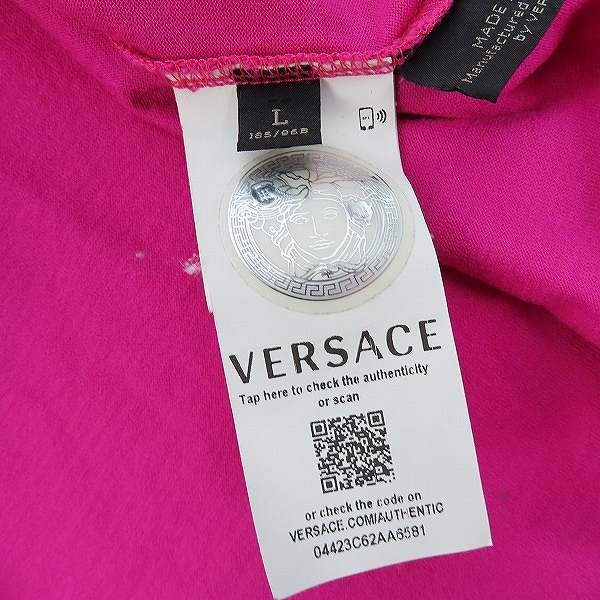 MADE
Manufactured
by VER
L
185/96B
VERSACE
Tap here to check the authenticity
or scan
or check the code on
VERSACE.COM/AUTHENTIC
04423C62AA6581